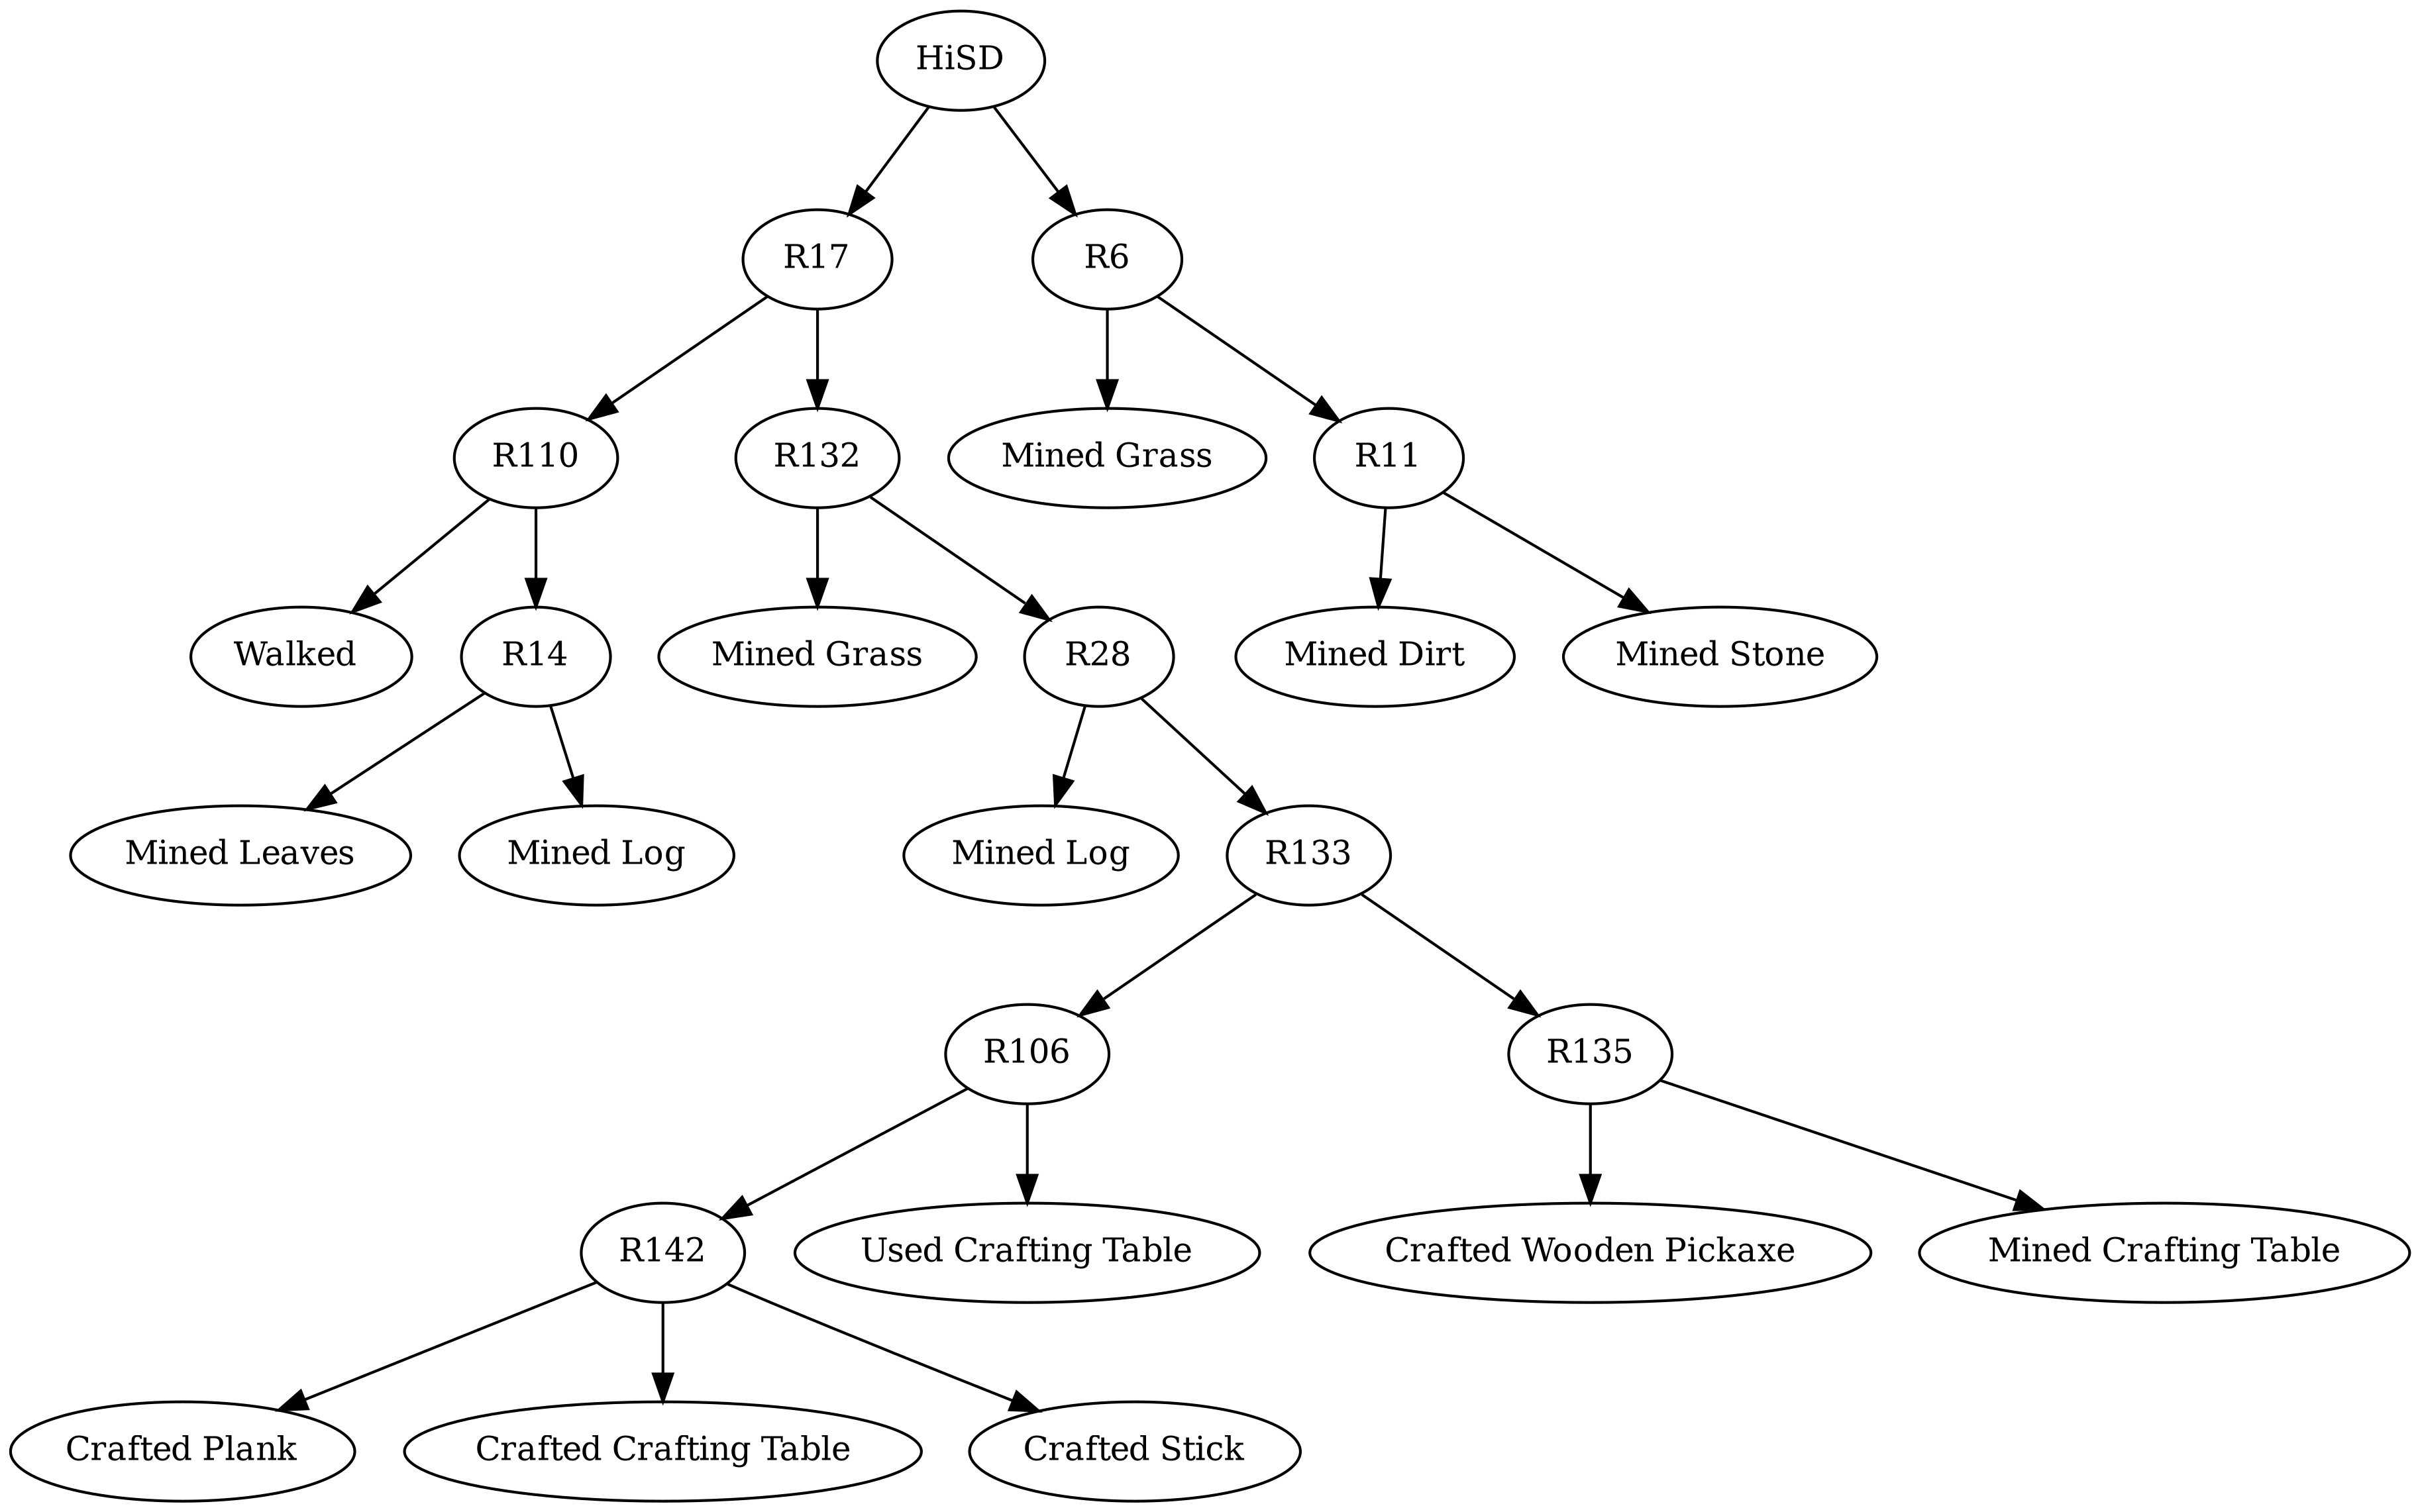 HiSD
R17
R6
R110
R132
Mined Grass
R11
Walked
R14
Mined Grass
R28
Mined Dirt
Mined Stone
Mined Leaves
Mined Log
Mined Log
R133
R106
R135
R142
Used Crafting Table
Crafted Wooden Pickaxe
Mined Crafting Table
Crafted Plank
Crafted Crafting Table
Crafted Stick